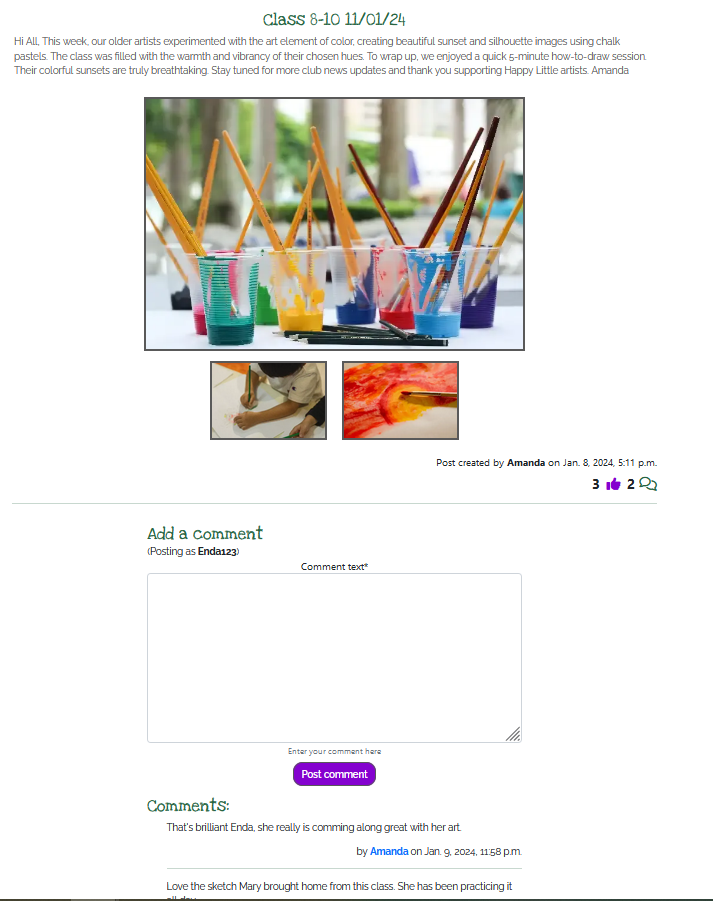 Class 8-10 11/01/24
Hi All, This week, our older artists experimented with the art element of color, creating beautiful sunset and silhouette images using chalk
pastels. The class was filled with the warmth and vibrancy of their chosen hues. To wrap up, we enjoyed a quick 5-minute how-to-draw session.
Their colorful sunsets are truly breathtaking. Stay tuned for more club news updates and thank you supporting Happy Little artists. Amanda
Post created by Amanda on Jan. 8, 2024, 5:11 p.m.
3 2
Add a comment
(Posting as Enda123)
Comment text*
Enter your comment here
Post comment
Comments:
That's brilliant Enda, she really is comming along great with her art.
by Amanda on Jan. 9, 2024, 11:58 p.m.
Love the sketch Mary brought home from this class. She has been practicing it
all day